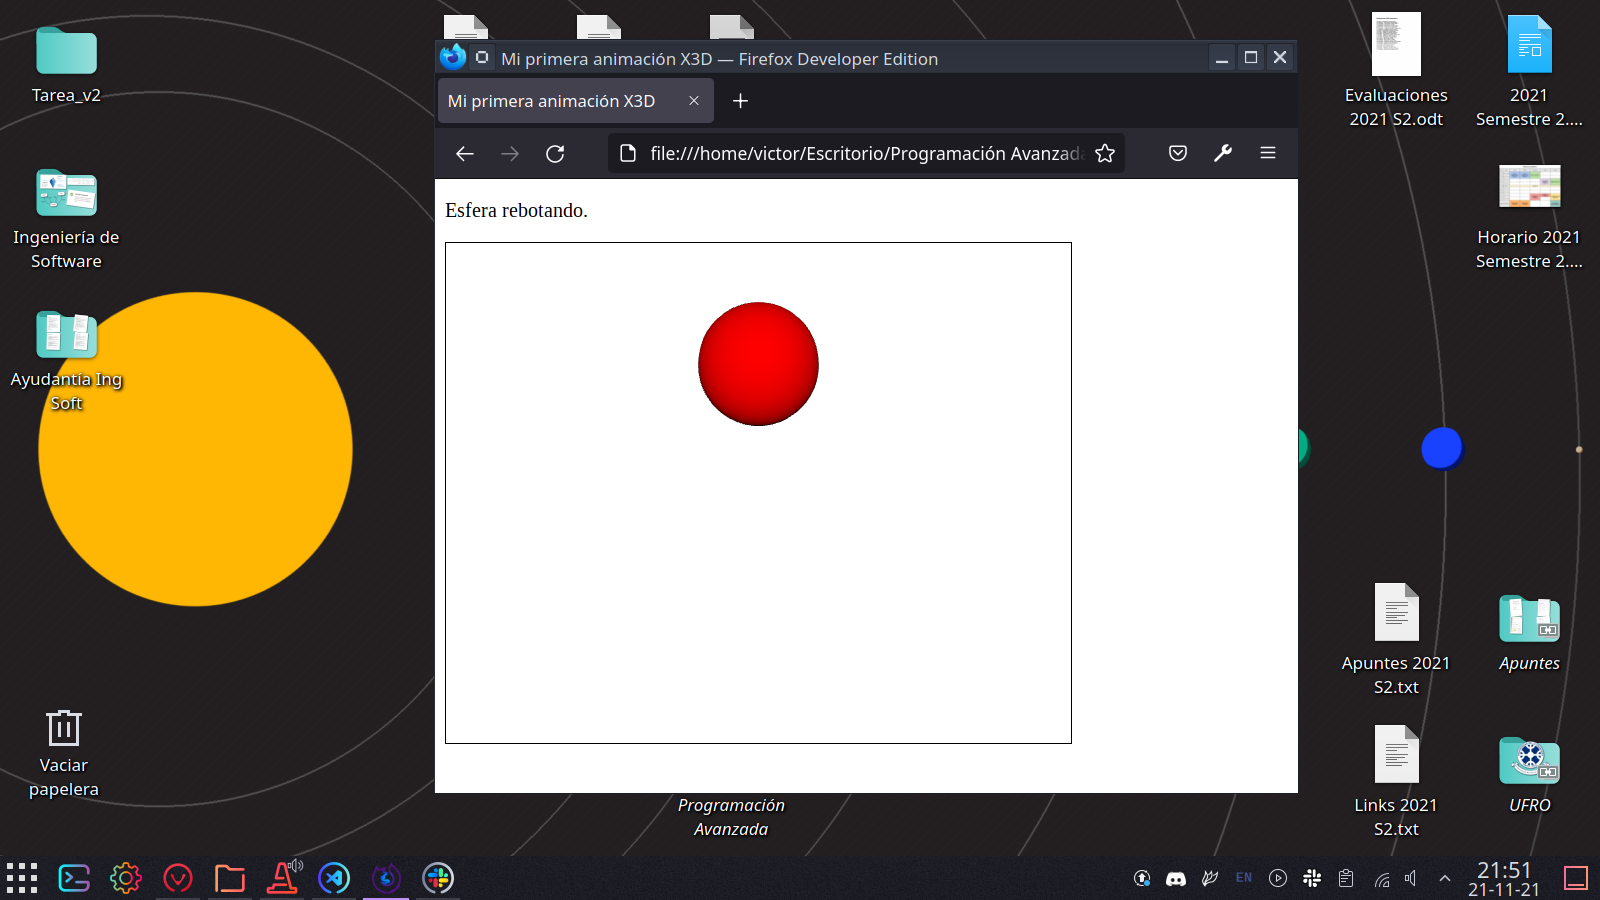 Mi primera animación X3D — Firefox Developer Edition
Mi primera animación X3D
file:///home/victor/Escritorio/Programación Avanzada
Esfera rebotando.
Tarea_v2
Ingeniería de
Software
Ayudantía Ing
Soft
Vaciar
papelera
Evaluaciones
2021 S2.odt
2021
Semestre 2....
Horario 2021
Semestre 2....
Apuntes 2021
S2.txt
Apuntes
Links 2021
S2.txt
UFRO
Programación
Avanzada
EN
21:51
21-11-21